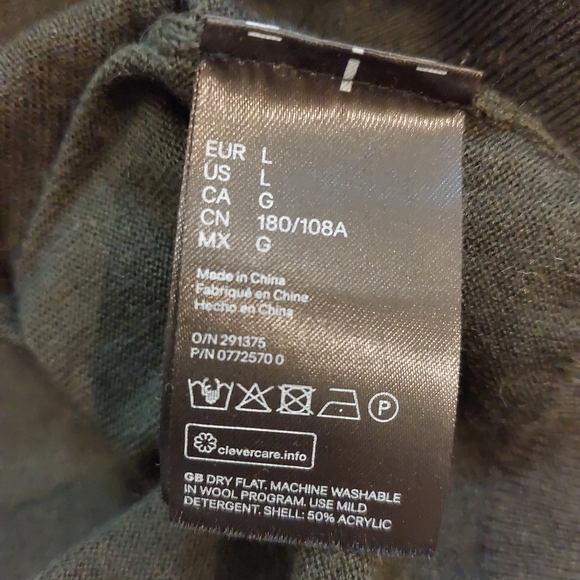 EUR L
US L
CA G
CN 180/108A
MX G
Made in China
Fabriqué en Chine
Hecho en China
O/N 291375
P/N 0772570 0
P
clevercare.info
GB DRY FLAT. MACHINE WASHABLE
IN WOOL PROGRAM. USE MILD
DETERGENT. SHELL: 50% ACRYLIC